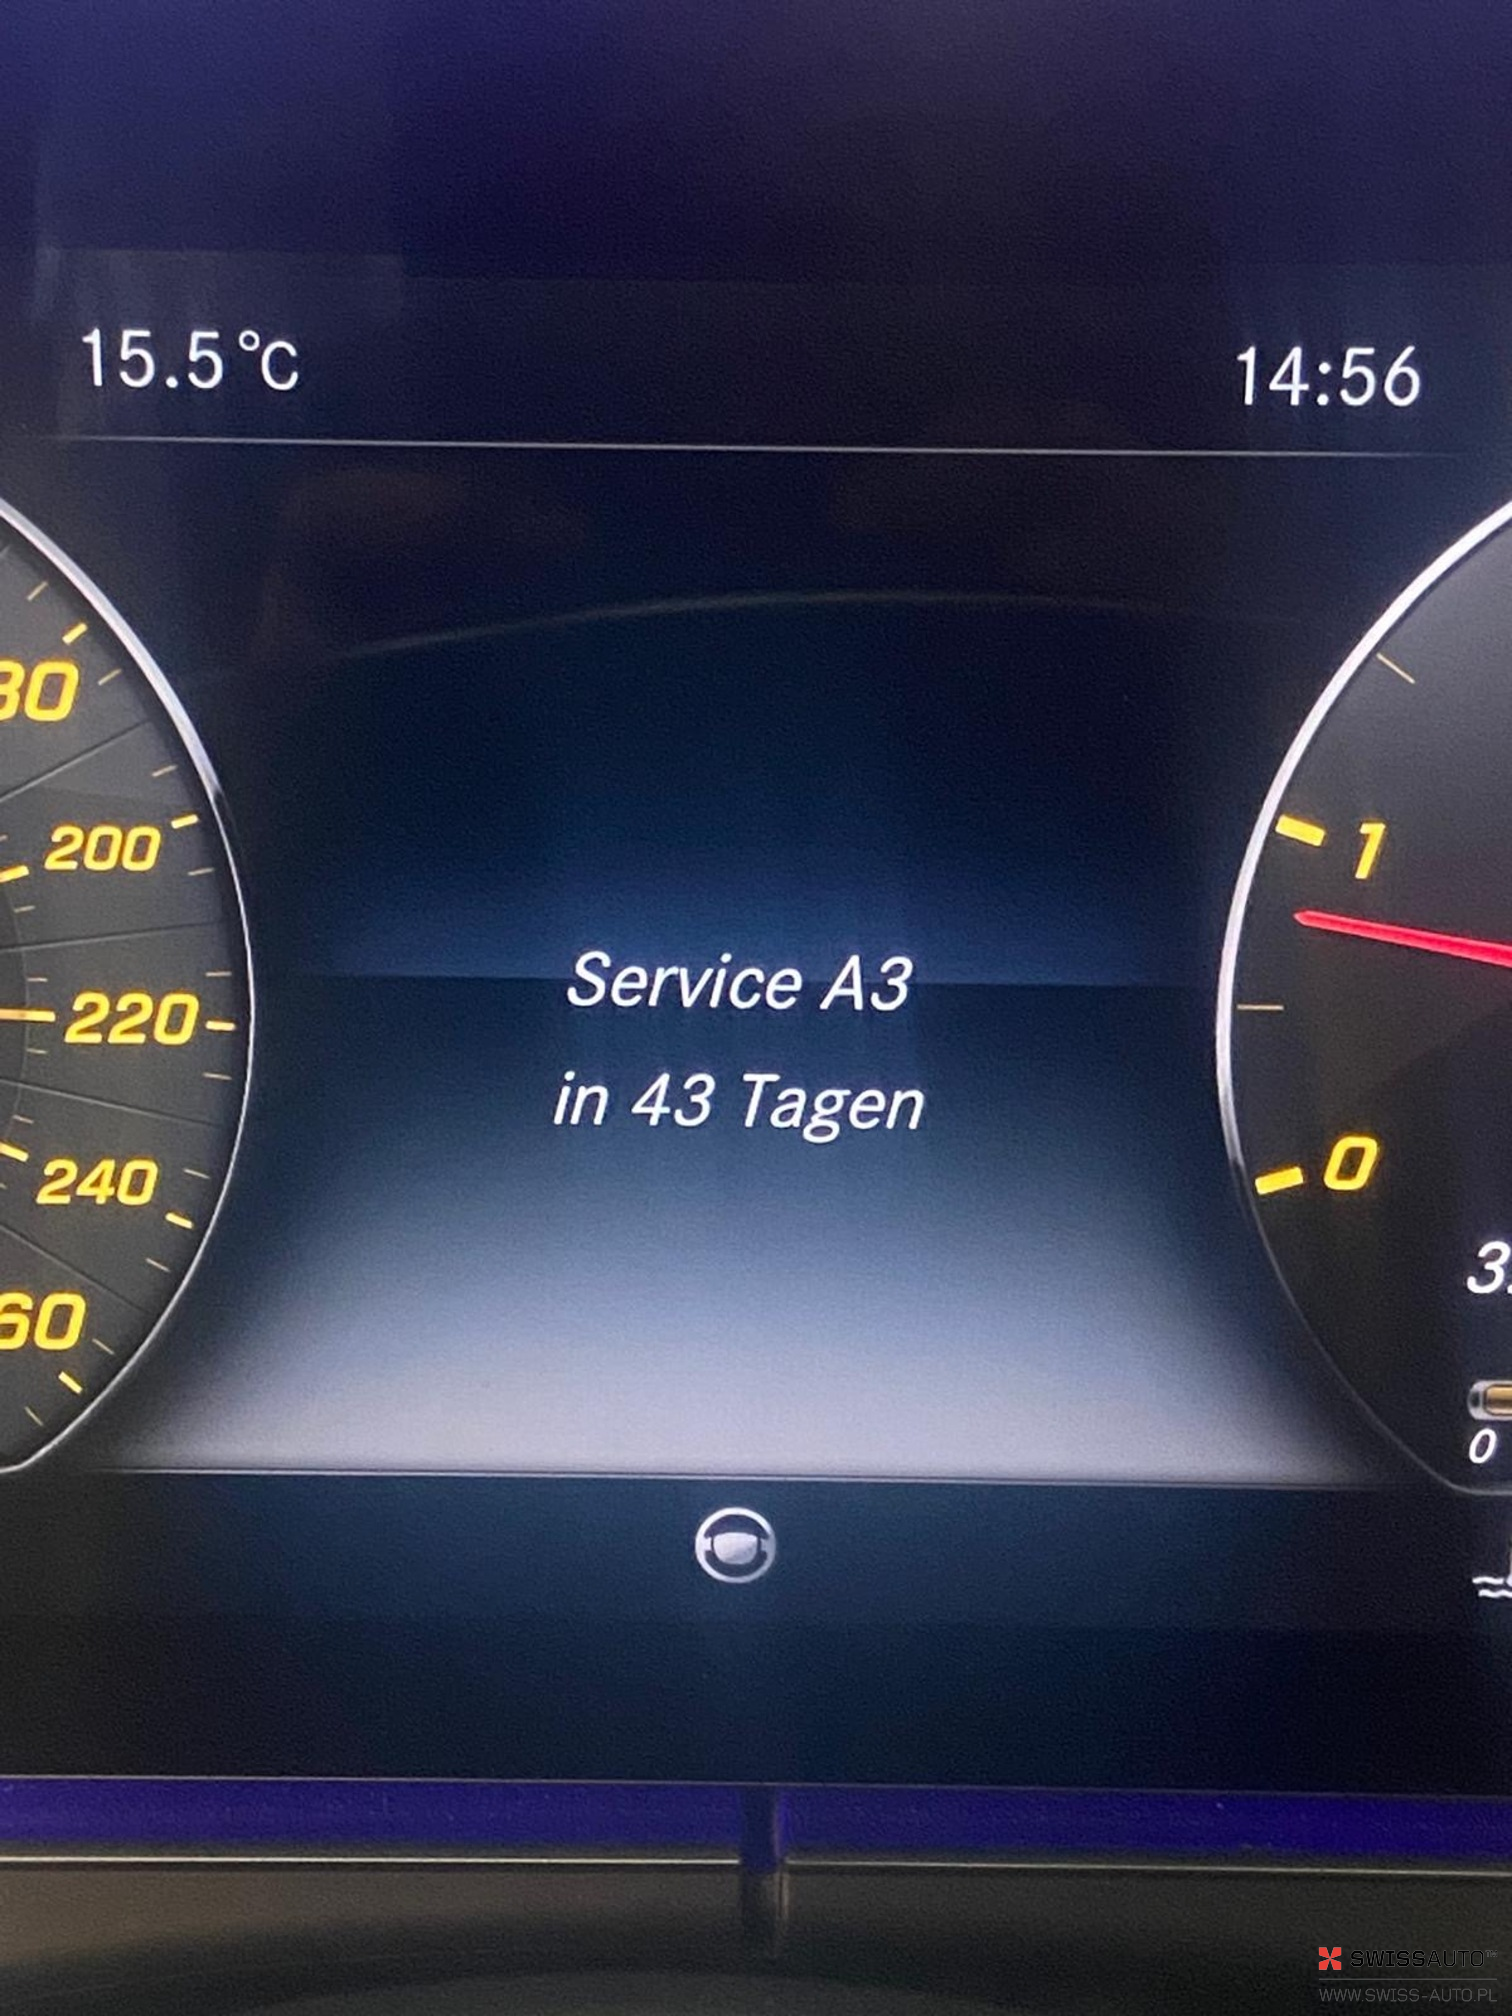 15.5°C
14:56
200
220
240
1
0
Service A3
in 43 Tagen
0
SWISSAUTO
WWW.SWISS-AUTO.PL